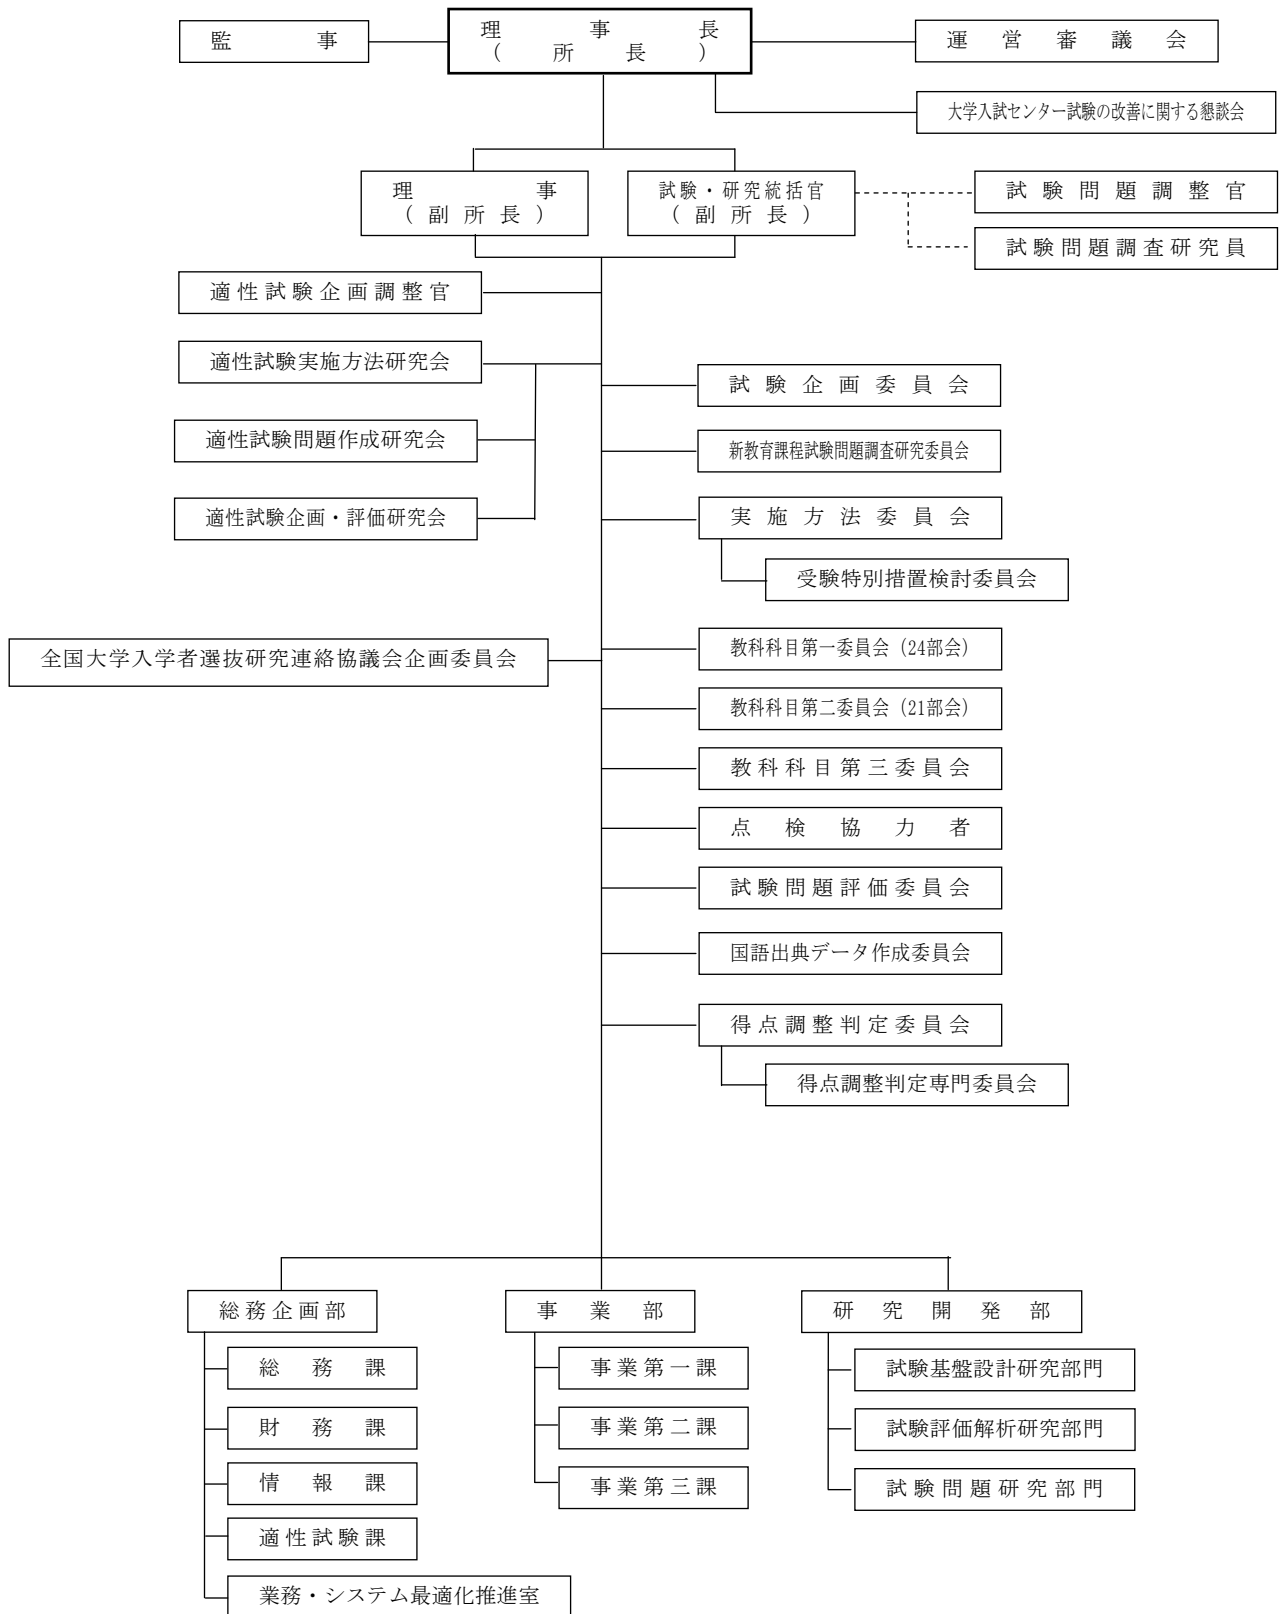 監事
理事長
（所長）
運営審議会
大学入試センター試験の改善に関する懇談会
理事
（副所長）
試験・研究統括官
（副所長）
試験問題調整官
試験問題調査研究員
適性試験企画調整官
適性試験実施方法研究会
適性試験問題作成研究会
適性試験企画・評価研究会
試験企画委員会
新教育課程試験問題調査研究委員会
実施方法委員会
受験特別措置検討委員会
全国大学入学者選抜研究連絡協議会企画委員会
教科科目第一委員会（24部会）
教科科目第二委員会（21部会）
教科科目第三委員会
点検協力者
試験問題評価委員会
国語出典データ作成委員会
得点調整判定委員会
得点調整判定専門委員会
総務企画部
総務課
財務課
情報課
適性試験課
業務・システム最適化推進室
事業部
事業第一課
事業第二課
事業第三課
研究開発部
試験基盤設計研究部門
試験評価解析研究部門
試験問題研究部門